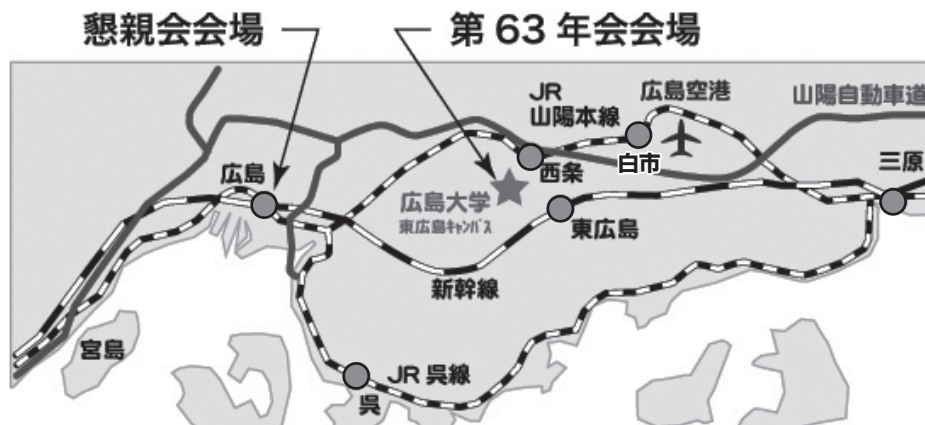 懇親会会場
第 63 年会会場
JR
山陽本線
広島空港
山陽自動車道
白市
三原
広島
西条
広島大学
東広島ｷｬﾝﾊﾟｽ
東広島
新幹線
宮島
JR 呉線
呉